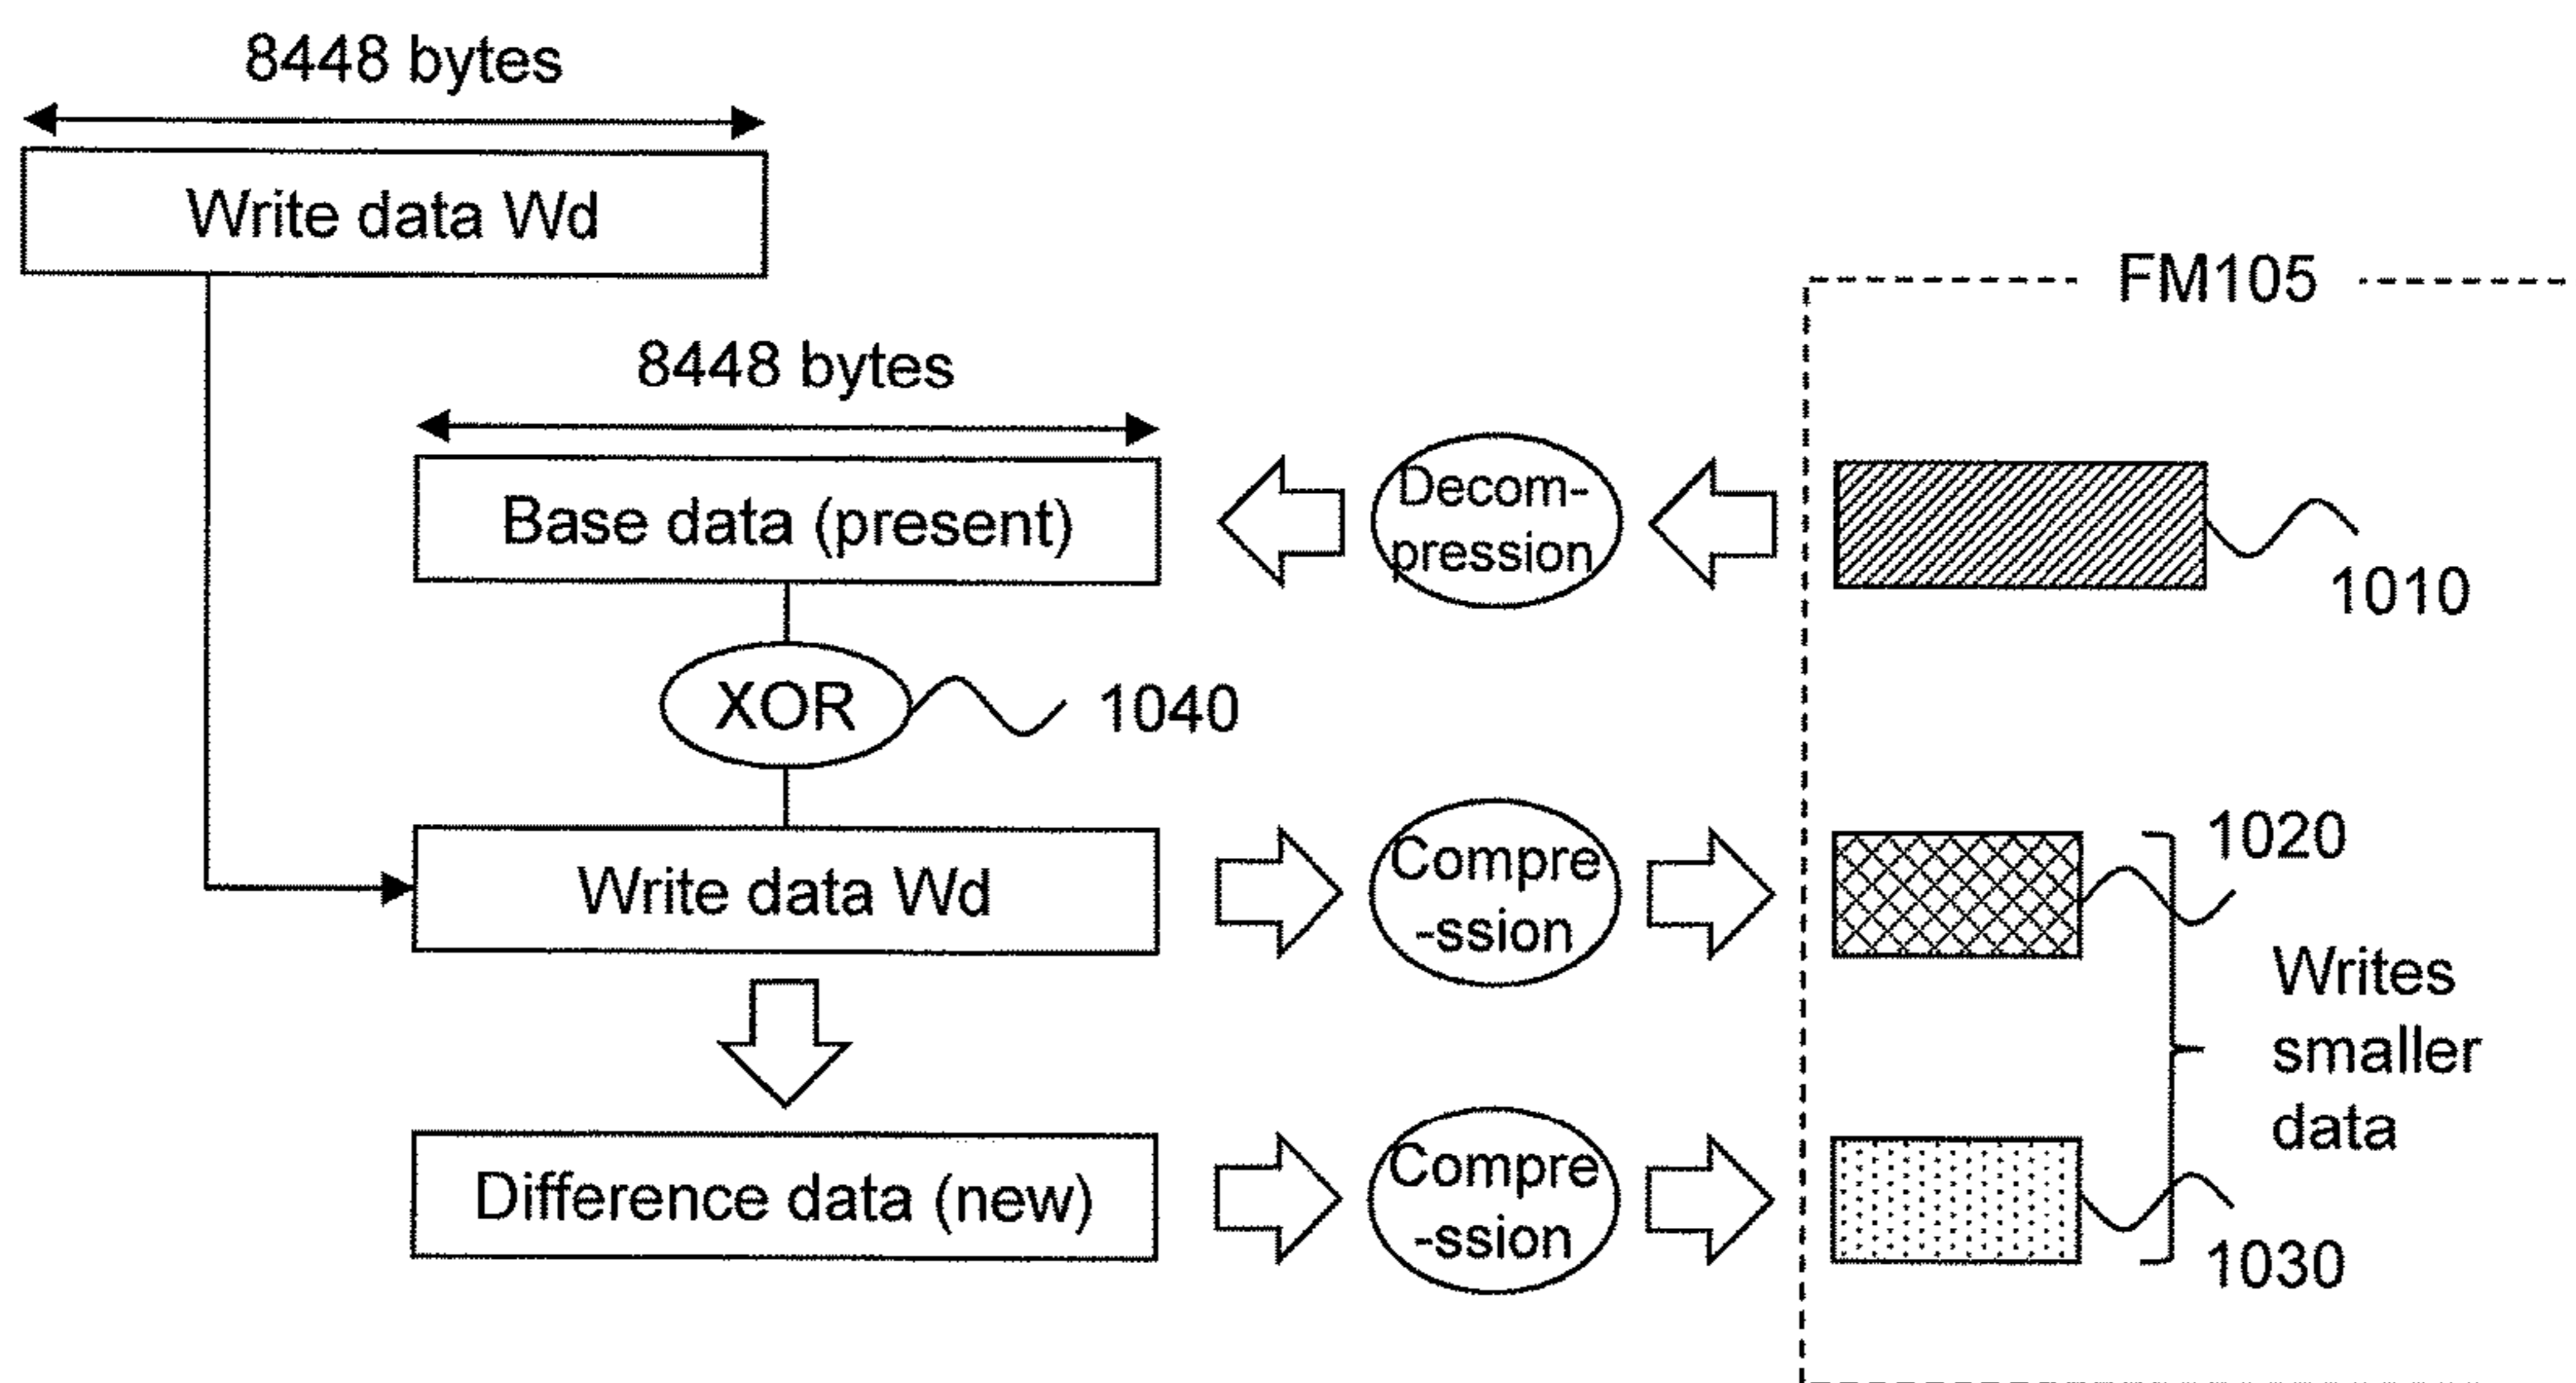 8448 bytes
Write data Wd
FM105
8448 bytes
Base data (present)
Decom-
pression
1010
XOR
1040
Write data Wd
Compre
-ssion
1020
Writes
smaller
data
Difference data (new)
Compre
-ssion
1030